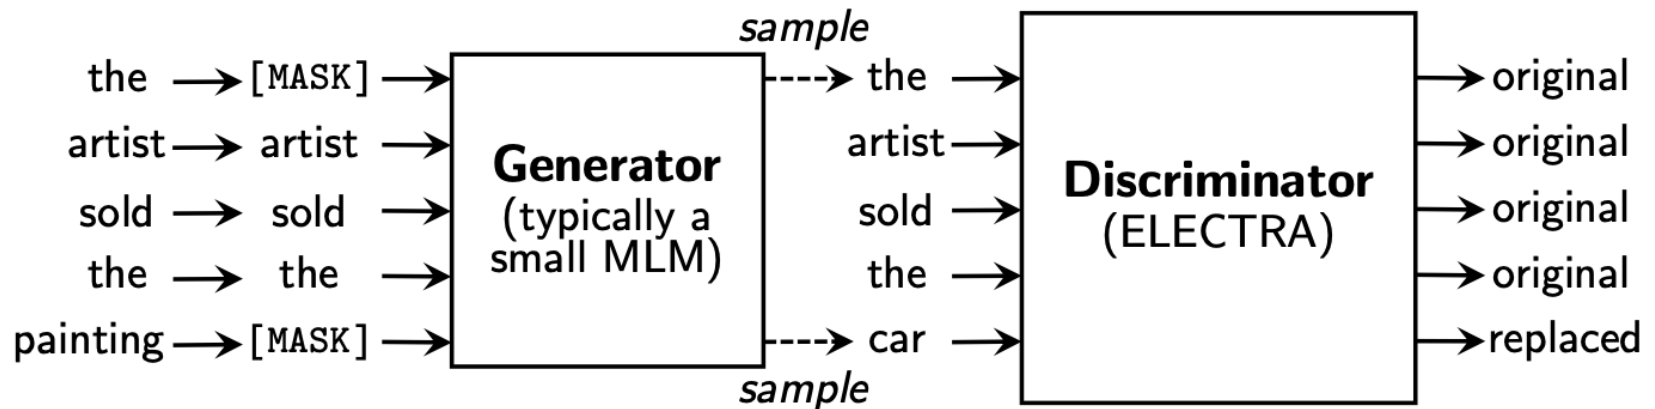 sample
the [MASK] the original
artist artist artist original
Generator
Discriminator
sold sold (typically a sold (ELECTRA) original
small MLM)
the the the original
painting [MASK] car replaced
sample